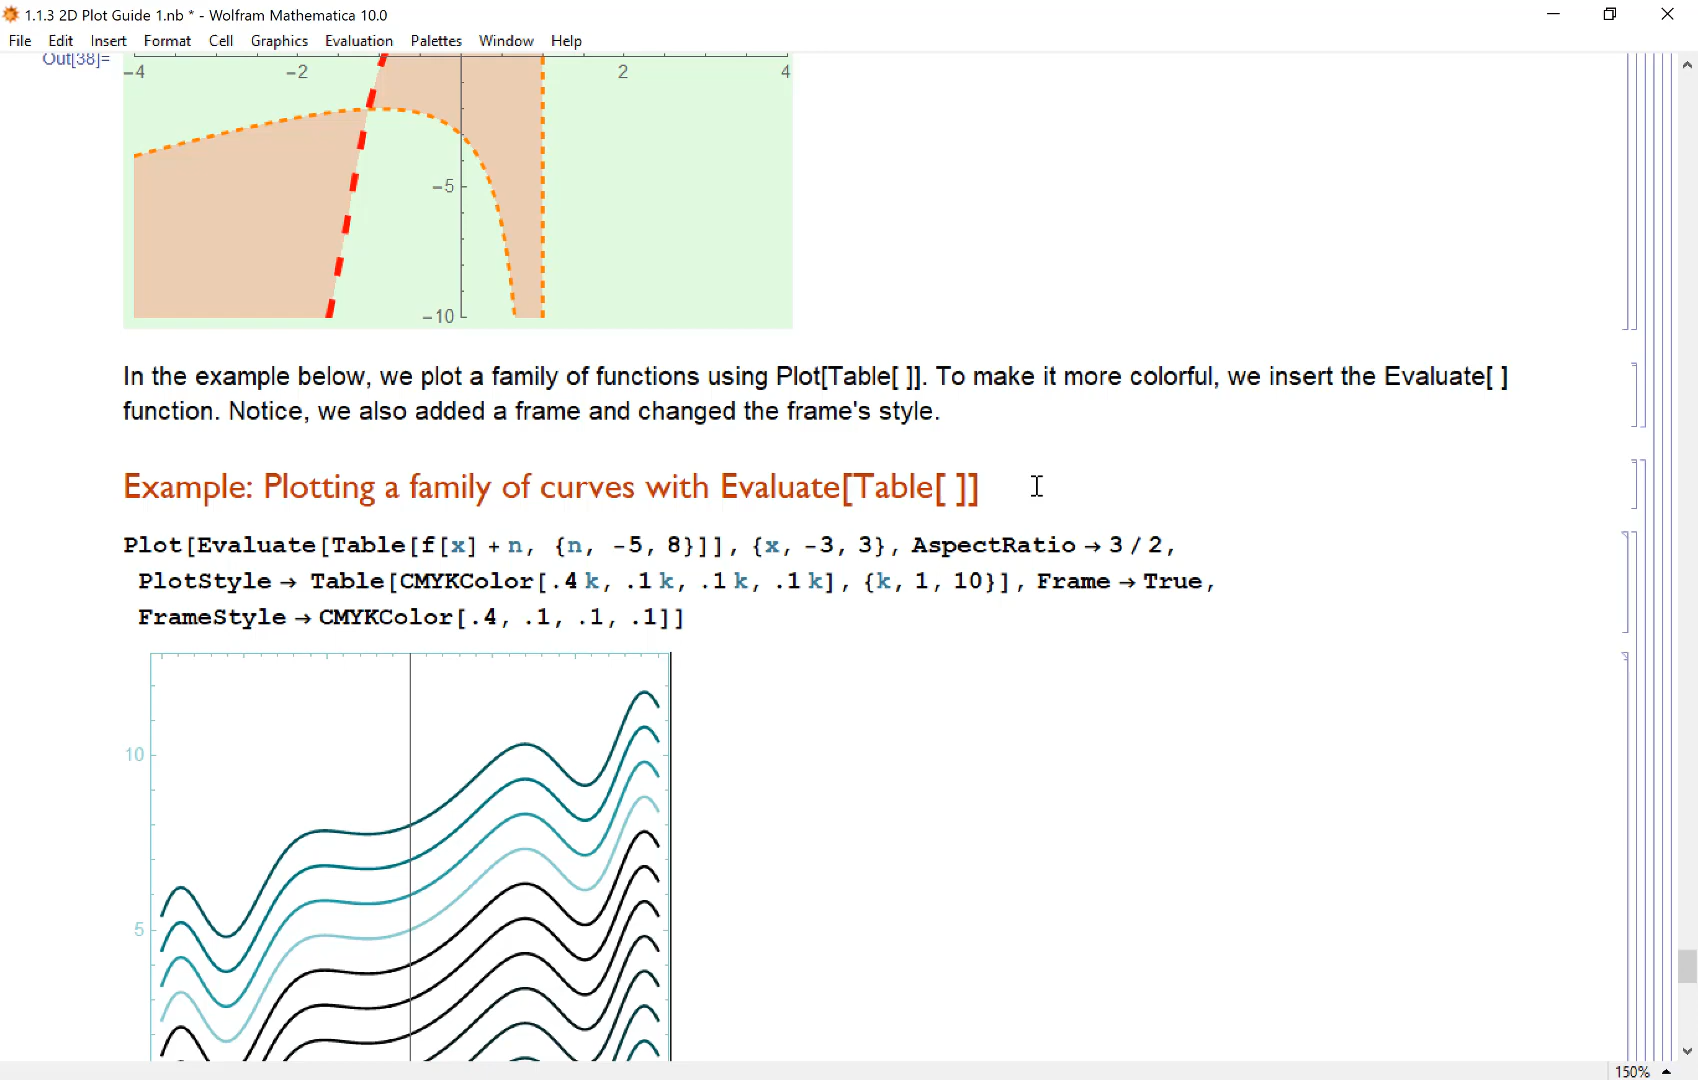 1.1.3 2D Plot Guide 1.nb * - Wolfram Mathematica 10.0
File Edit Insert Format Cell Graphics Evaluation Palettes Window Help
Out[38]=
-4 -2 2 4
-5
-10
In the example below, we plot a family of functions using Plot[Table[ ]]. To make it more colorful, we insert the Evaluate[ ]
function. Notice, we also added a frame and changed the frame's style.
Example: Plotting a family of curves with Evaluate[Table[ ]]
Plot[Evaluate[Table[f[x] + n, {n, -5, 8}]], {x, -3, 3}, AspectRatio → 3 / 2,
PlotStyle → Table[CMYKColor[.4 k, .1 k, .1 k, .1 k], {k, 1, 10}], Frame → True,
FrameStyle → CMYKColor[.4, .1, .1, .1]]
10
5
150%